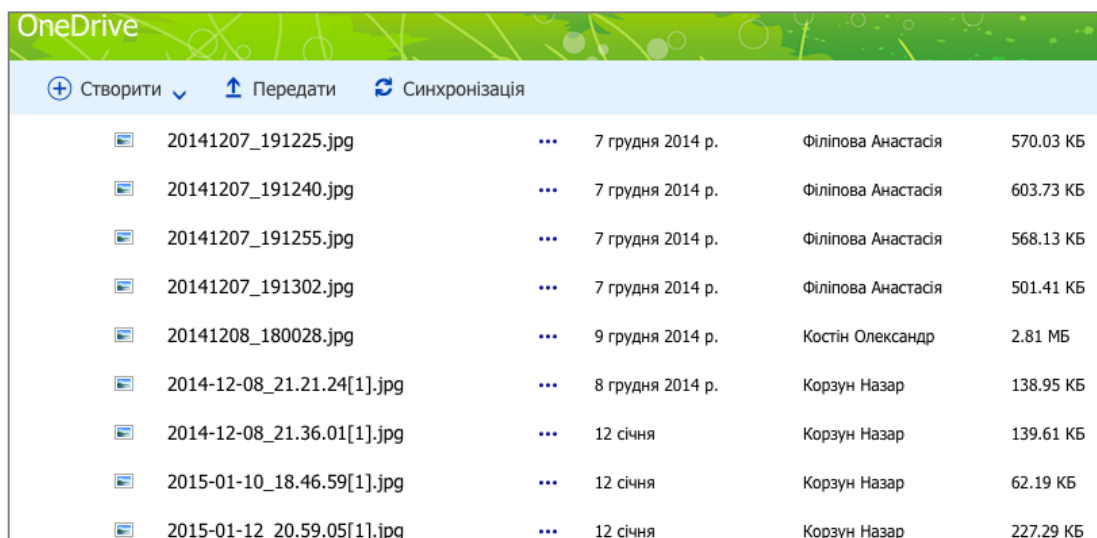 OneDrive
Створити Передати Синхронізація
20141207_191225.jpg ••• 7 грудня 2014 р. Філіпова Анастасія 570.03 КБ
20141207_191240.jpg ••• 7 грудня 2014 р. Філіпова Анастасія 603.73 КБ
20141207_191255.jpg ••• 7 грудня 2014 р. Філіпова Анастасія 568.13 КБ
20141207_191302.jpg ••• 7 грудня 2014 р. Філіпова Анастасія 501.41 КБ
20141208_180028.jpg ••• 9 грудня 2014 р. Костін Олександр 2.81 МБ
2014-12-08_21.21.24[1].jpg ••• 8 грудня 2014 р. Корзун Назар 138.95 КБ
2014-12-08_21.36.01[1].jpg ••• 12 січня Корзун Назар 139.61 КБ
2015-01-10_18.46.59[1].jpg ••• 12 січня Корзун Назар 62.19 КБ
2015-01-12_20.59.05[1].jpg ••• 12 січня Корзун Назар 227.29 КБ